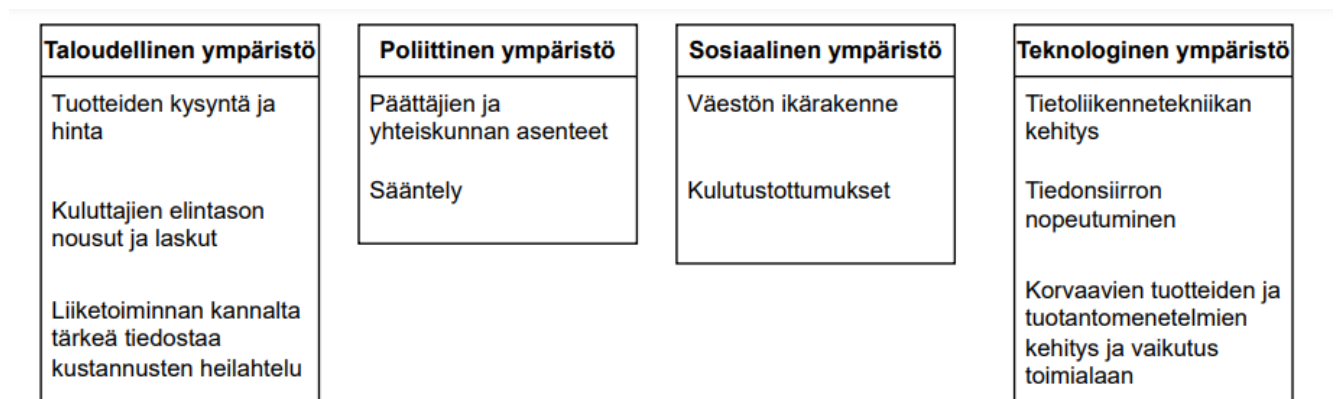 Taloudellinen ympäristö
Tuotteiden kysyntä ja
hinta
Kuluttajien elintason
nousut ja laskut
Liiketoiminnan kannalta
tärkeä tiedostaa
kustannusten heilahtelu
Poliittinen ympäristö
Päättäjien ja
yhteiskunnan asenteet
Sääntely
Sosiaalinen ympäristö
Väestön ikärakenne
Kulutustottumukset
Teknologinen ympäristö
Tietoliikennetekniikan
kehitys
Tiedonsiirron
nopeutuminen
Korvaavien tuotteiden ja
tuotantomenetelmien
kehitys ja vaikutus
toimialaan